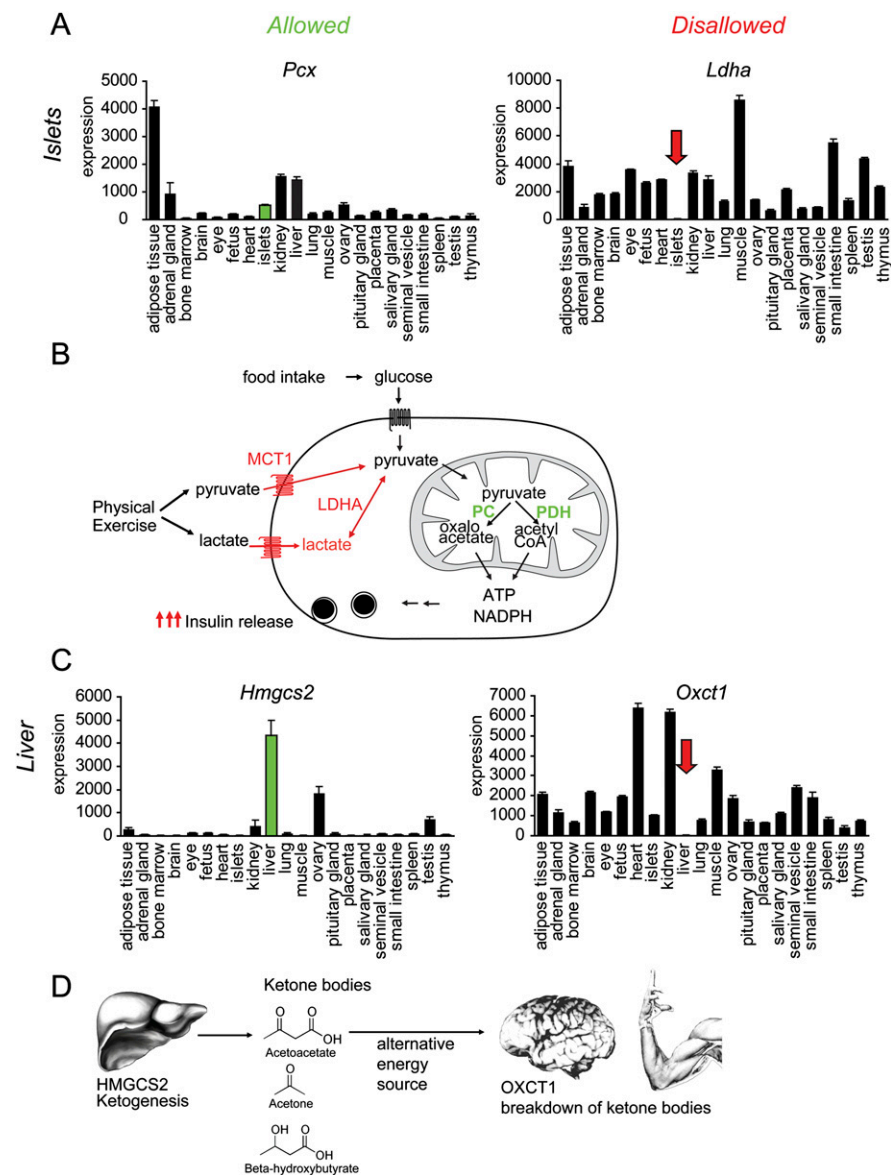 A
Allowed
Disallowed
Islets
Pcx
expression
5000
4000
3000
2000
1000
0
adipose tissue
adrenal gland
bone marrow
brain
eye
fetus
heart
islets
kidney
liver
lung
muscle
ovary
pituitary gland
placenta
salivary gland
seminal vesicle
small intestine
spleen
testis
thymus
Ldha
expression
10000
8000
6000
4000
2000
0
adipose tissue
adrenal gland
bone marrow
brain
eye
fetus
heart
islets
kidney
liver
lung
muscle
ovary
pituitary gland
placenta
salivary gland
seminal vesicle
small intestine
spleen
testis
thymus
B
food intake
glucose
MCT1
pyruvate
pyruvate
pyruvate
Physical
Exercise
LDHA
PC
PDH
oxalo
acetate
acetyl
CoA
lactate
lactate
ATP
NADPH
Insulin release
C
Liver
Hmgcs2
expression
6000
5000
4000
3000
2000
1000
0
adipose tissue
adrenal gland
bone marrow
brain
eye
fetus
heart
islets
kidney
liver
lung
muscle
ovary
pituitary gland
placenta
salivary gland
seminal vesicle
small intestine
spleen
testis
thymus
Oxct1
expression
7000
6000
5000
4000
3000
2000
1000
0
adipose tissue
adrenal gland
bone marrow
brain
eye
fetus
heart
islets
kidney
liver
lung
muscle
ovary
pituitary gland
placenta
salivary gland
seminal vesicle
small intestine
spleen
testis
thymus
D
Ketone bodies
O
O
OH
Acetoacetate
O
Acetone
OH
O
OH
Beta-hydroxybutyrate
HMGCS2
Ketogenesis
alternative
energy
source
OXCT1
breakdown of ketone bodies